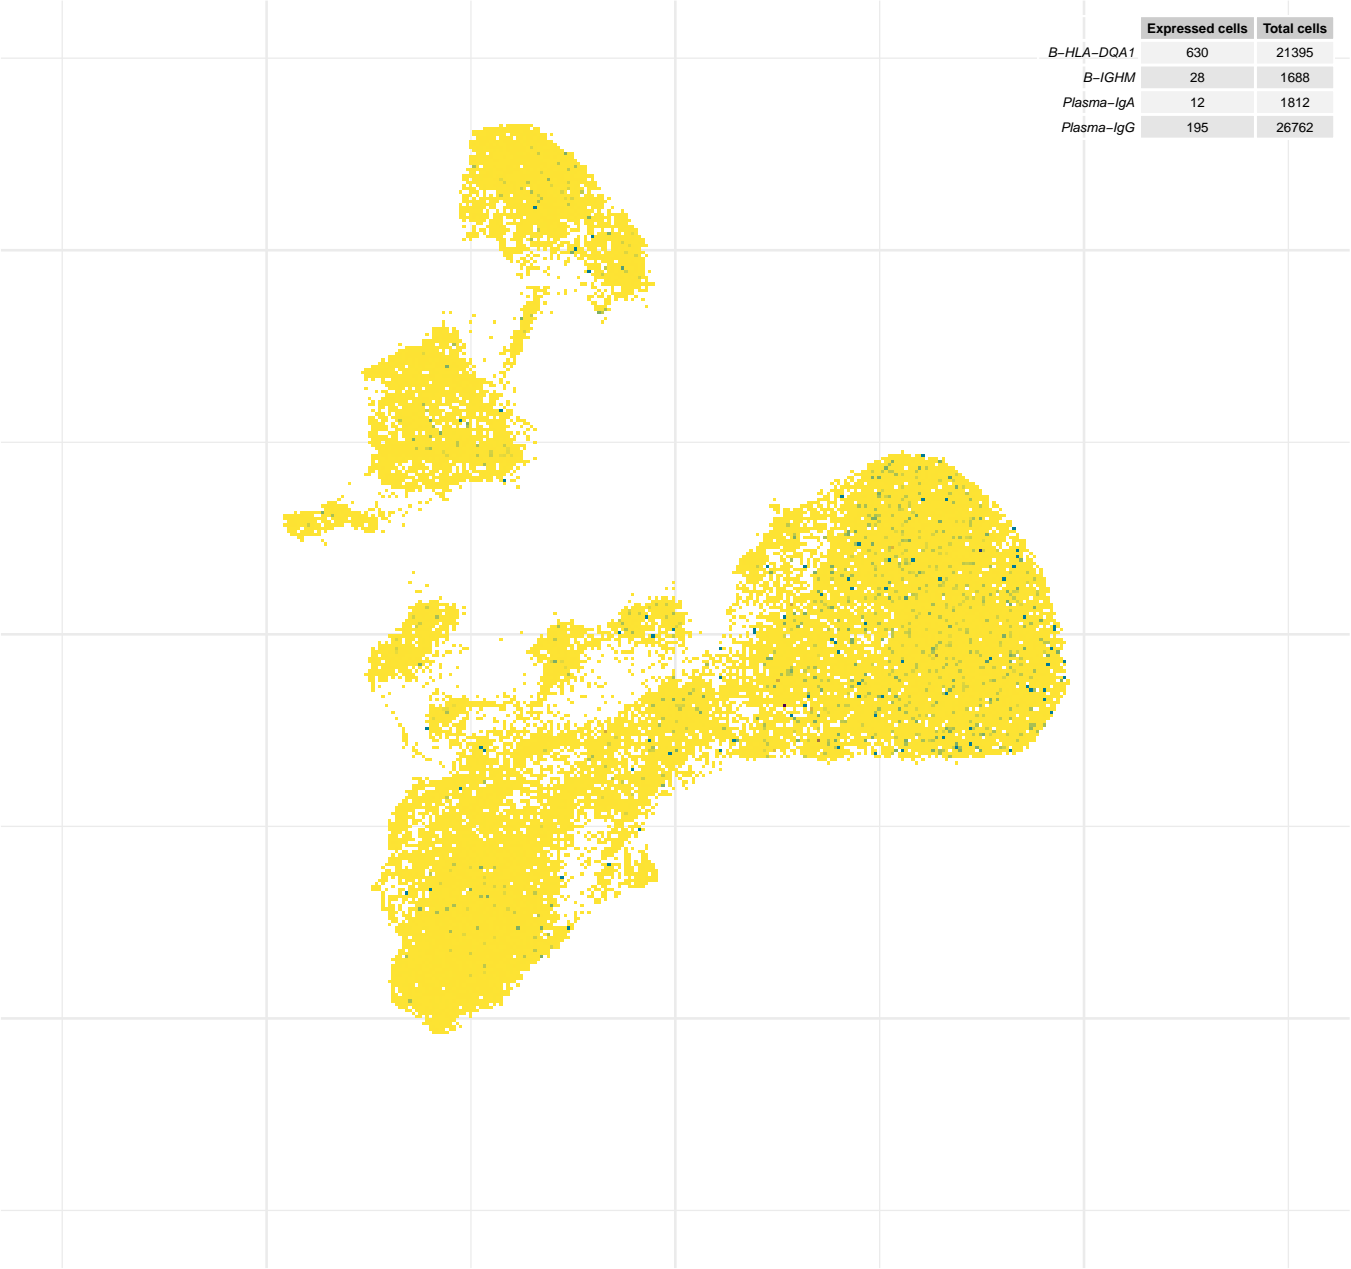 Expressed cells Total cells
B−HLA−DQA1 630 21395
B−IGHM 28 1688
Plasma−IgA 12 1812
Plasma−IgG 195 26762